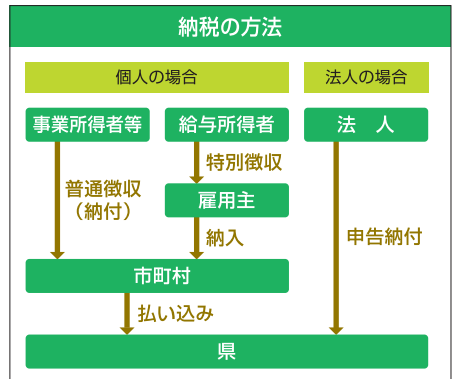 納税の方法
個人の場合
法人の場合
事業所得者等
給与所得者
法　人
特別徴収
普通徴収
（納付）
雇用主
納入
申告納付
市町村
払い込み
県